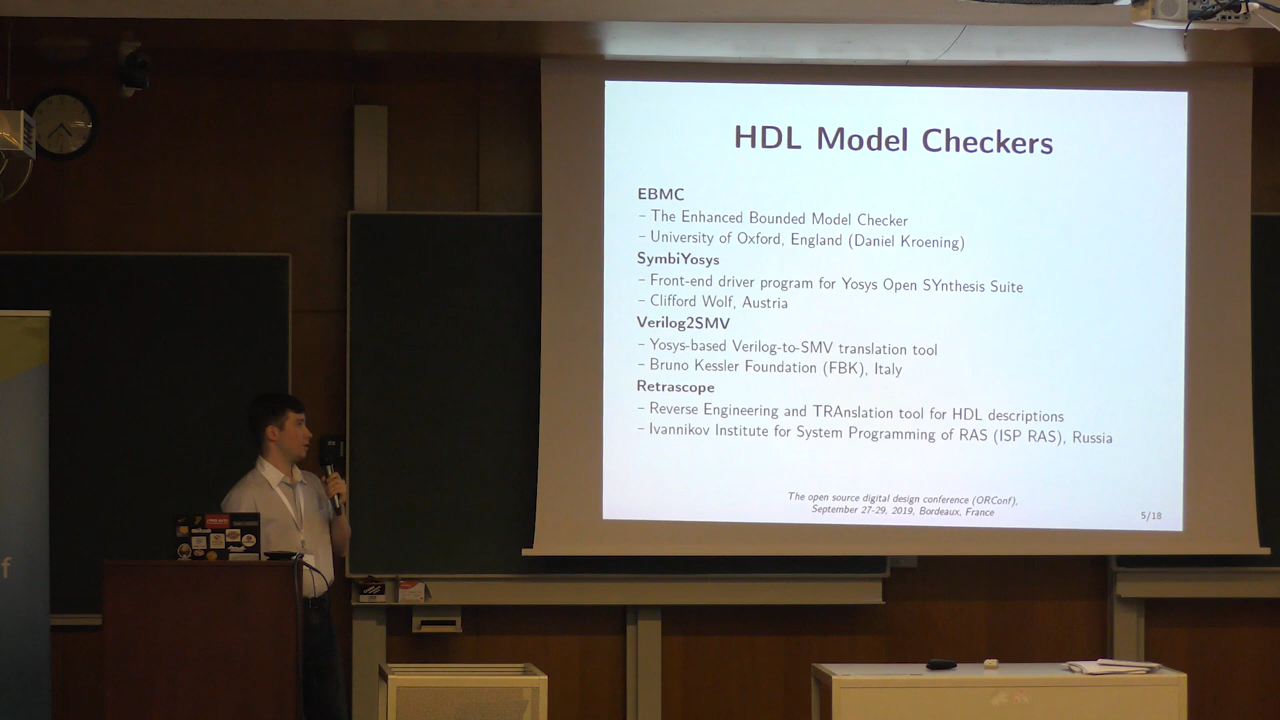 HDL Model Checkers
EBMC
– The Enhanced Bounded Model Checker
– University of Oxford, England (Daniel Kroening)
SymbiYosys
– Front-end driver program for Yosys Open SYnthesis Suite
– Clifford Wolf, Austria
Verilog2SMV
– Yosys-based Verilog-to-SMV translation tool
– Bruno Kessler Foundation (FBK), Italy
Retrascope
– Reverse Engineering and TRAnslation tool for HDL descriptions
– Ivannikov Institute for System Programming of RAS (ISP RAS), Russia
The open source digital design conference (ORConf),
September 27-29, 2019, Bordeaux, France
5/18
f